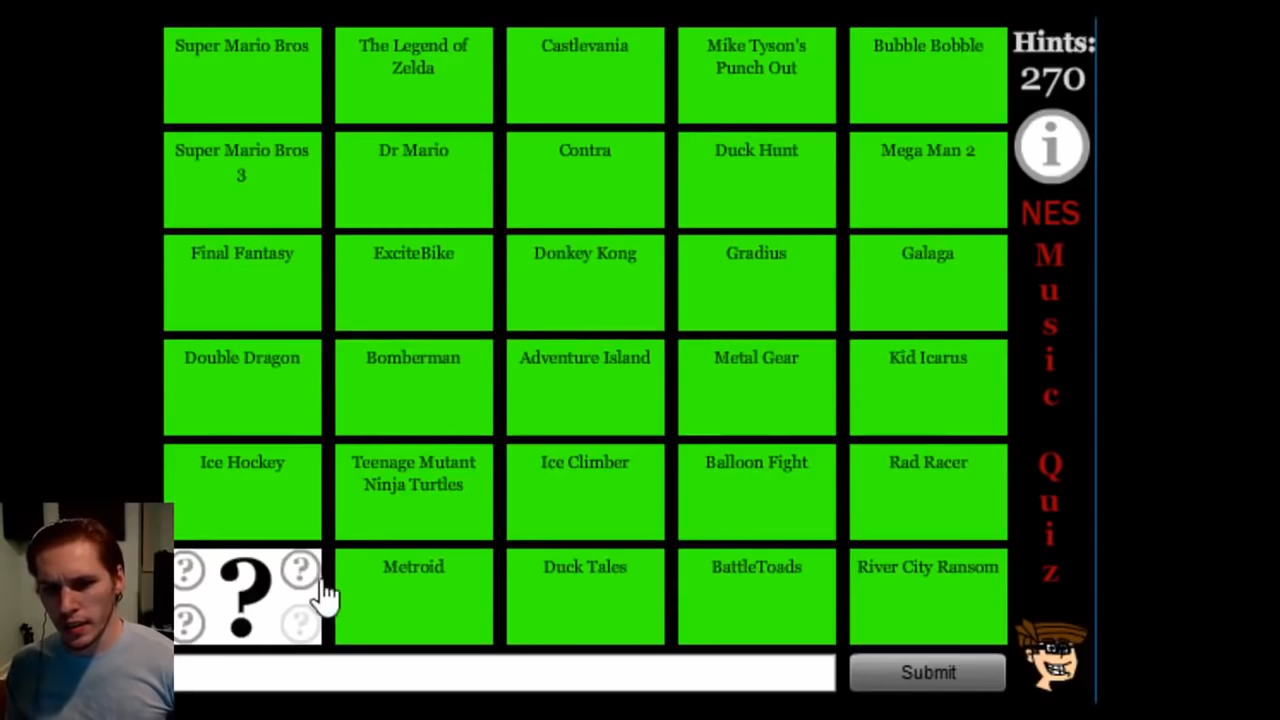 Super Mario Bros
The Legend of
Zelda
Castlevania
Mike Tyson's
Punch Out
Bubble Bobble
Super Mario Bros
3
Dr Mario
Contra
Duck Hunt
Mega Man 2
Final Fantasy
ExciteBike
Donkey Kong
Gradius
Galaga
Double Dragon
Bomberman
Adventure Island
Metal Gear
Kid Icarus
Ice Hockey
Teenage Mutant
Ninja Turtles
Ice Climber
Balloon Fight
Rad Racer
? ? ? ? ?
Metroid
Duck Tales
BattleToads
River City Ransom
Submit
Hints:
270
i
NES
Music
Quiz